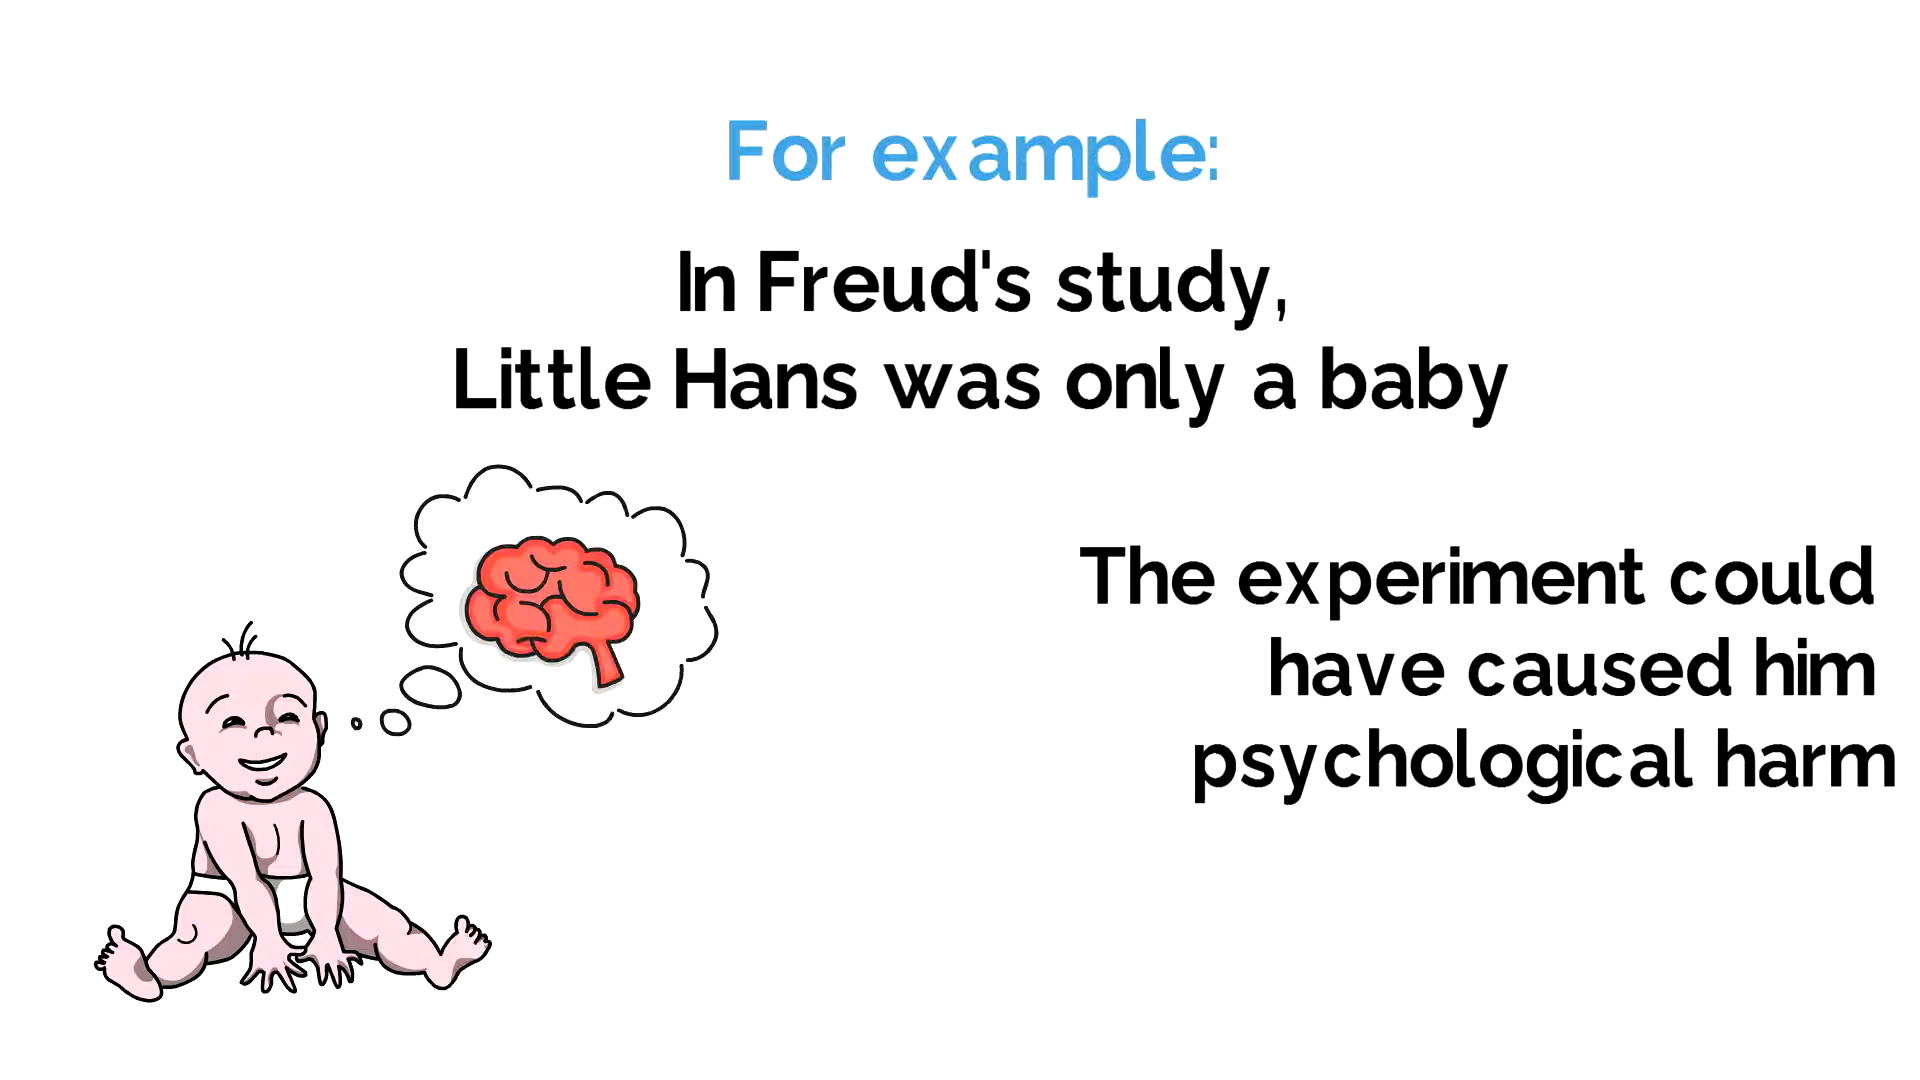 For example:
In Freud's study,
Little Hans was only a baby
The experiment could
have caused him
psychological harm